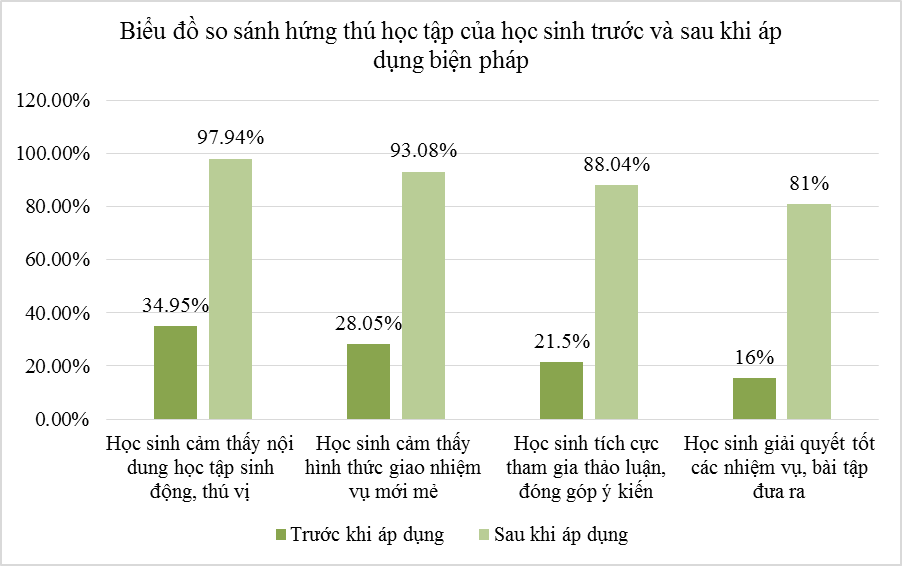 Biểu đồ so sánh hứng thú học tập của học sinh trước và sau khi áp
dụng biện pháp
120.00%
100.00%
80.00%
60.00%
40.00%
20.00%
0.00%
34.95%
97.94%
28.05%
93.08%
21.5%
88.04%
16%
81%
Học sinh cảm thấy nội
dung học tập sinh
động, thú vị
Học sinh cảm thấy
hình thức giao nhiệm
vụ mới mẻ
Học sinh tích cực
tham gia thảo luận,
đóng góp ý kiến
Học sinh giải quyết tốt
các nhiệm vụ, bài tập
đưa ra
Trước khi áp dụng
Sau khi áp dụng